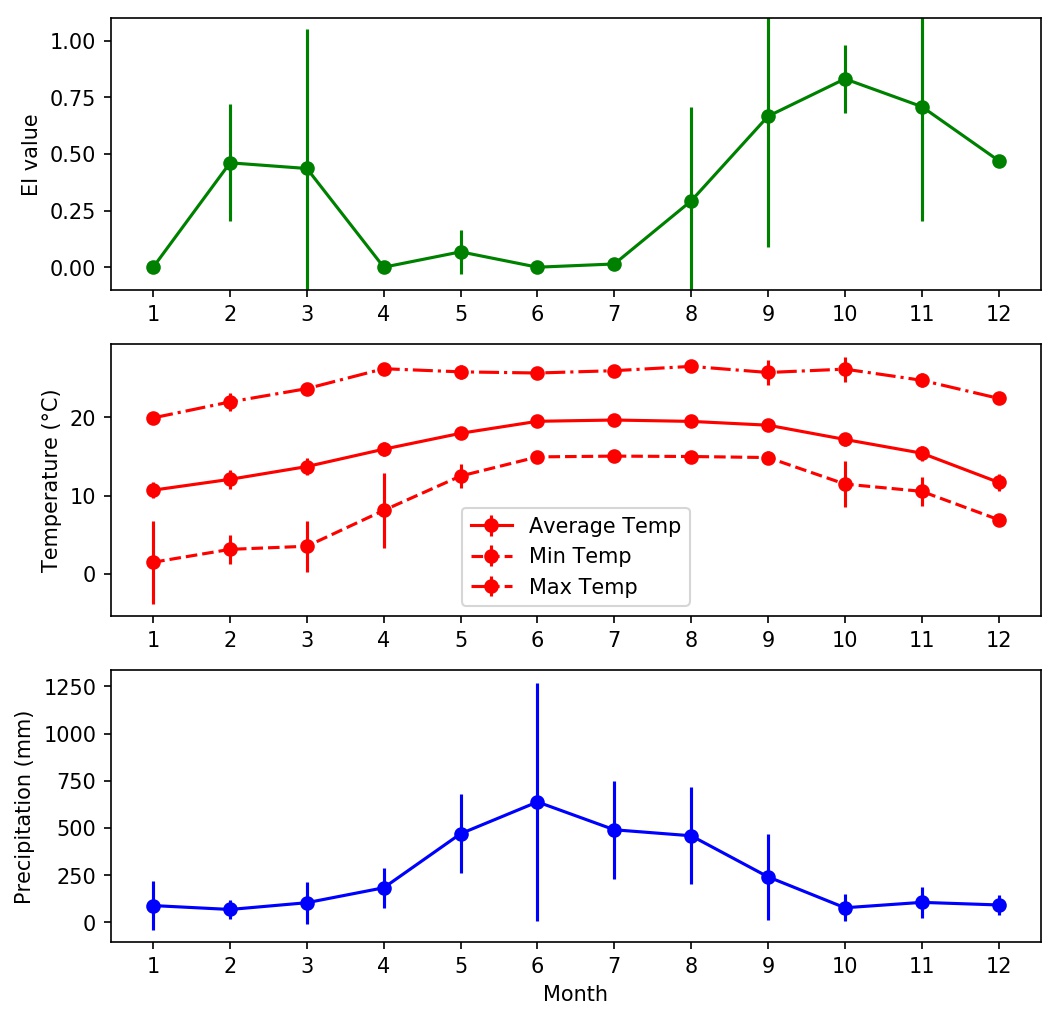 EI value
1.00
0.75
0.50
0.25
0.00
1 2 3 4 5 6 7 8 9 10 11 12
Temperature (°C)
20
10
0
Average Temp
Min Temp
Max Temp
1 2 3 4 5 6 7 8 9 10 11 12
Precipitation (mm)
1250
1000
750
500
250
0
1 2 3 4 5 6 7 8 9 10 11 12
Month